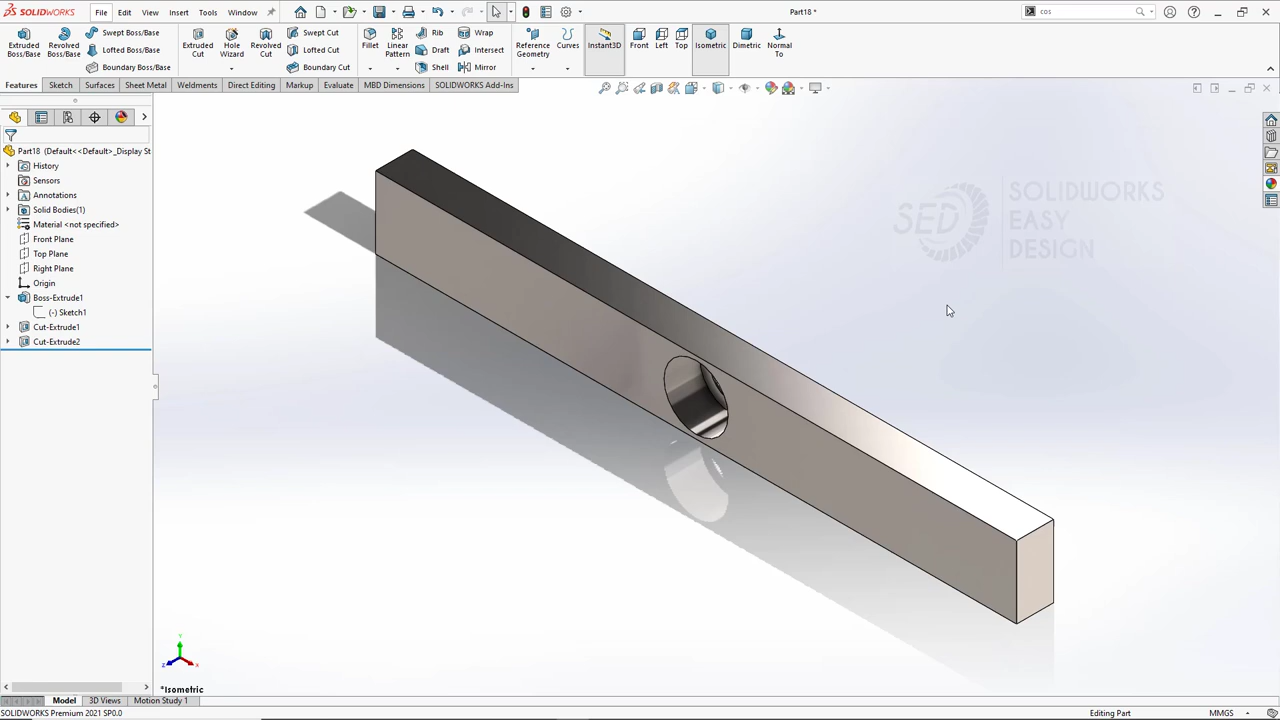 SOLIDWORKS File Edit View Insert Tools Window Part18 * cos
Extruded Boss/Base
Revolved Boss/Base
Swept Boss/Base
Lofted Boss/Base
Boundary Boss/Base
Extruded Cut
Hole Wizard
Revolved Cut
Swept Cut
Lofted Cut
Boundary Cut
Fillet
Linear Pattern
Rib
Draft
Shell
Wrap
Intersect
Mirror
Reference Geometry
Curves
Instant3D
Front
Left
Top
Isometric
Dimetric
Normal To
Features Sketch Surfaces Sheet Metal Weldments Direct Editing Markup Evaluate MBD Dimensions SOLIDWORKS Add-Ins
Part18 (Default<<Default>_Display St
History
Sensors
Annotations
Solid Bodies(1)
Material <not specified>
Front Plane
Top Plane
Right Plane
Origin
Boss-Extrude1
(-) Sketch1
Cut-Extrude1
Cut-Extrude2
SED
SOLIDWORKS
EASY
DESIGN
Y
Z
X
*Isometric
Model 3D Views Motion Study 1
SOLIDWORKS Premium 2021 SP0.0 Editing Part MMGS